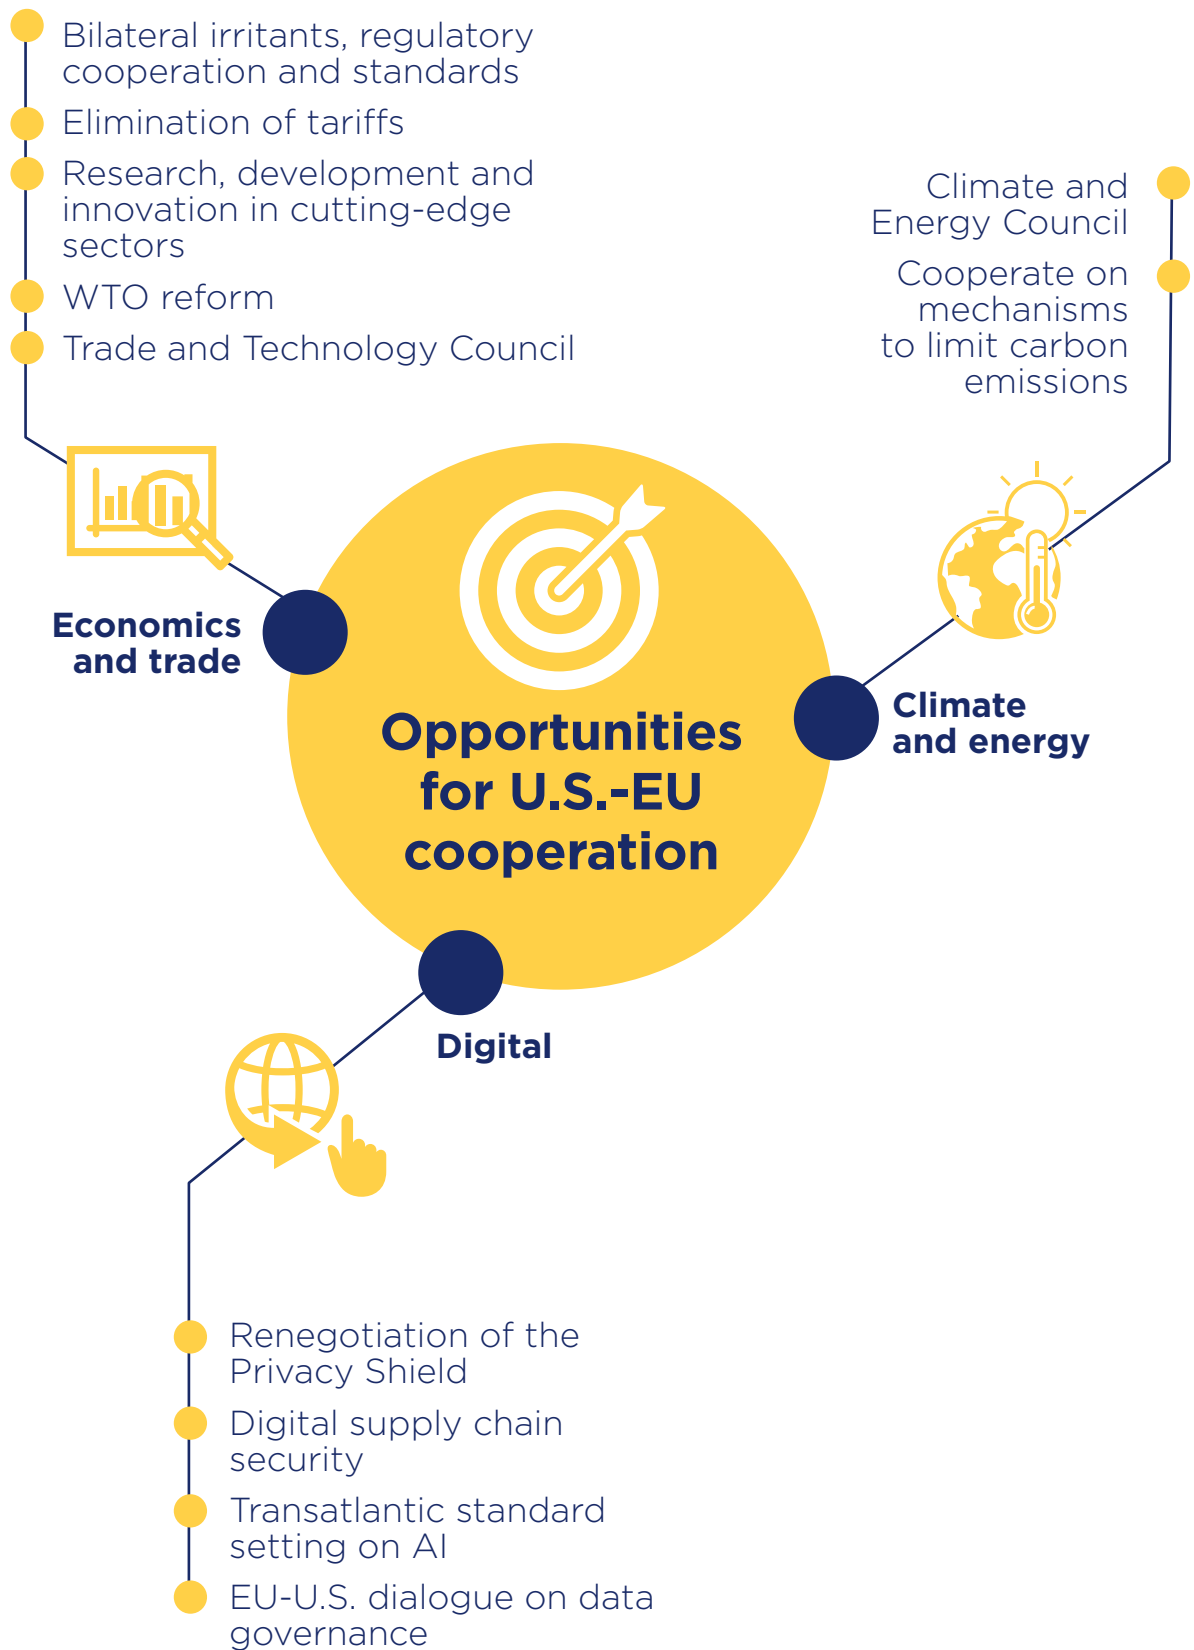 Bilateral irritants, regulatory
cooperation and standards
Elimination of tariffs
Research, development and
innovation in cutting-edge
sectors
WTO reform
Trade and Technology Council
Economics
and trade
Climate and
Energy Council
Cooperate on
mechanisms
to limit carbon
emissions
Climate
and energy
Opportunities
for U.S.-EU
cooperation
Digital
Renegotiation of the
Privacy Shield
Digital supply chain
security
Transatlantic standard
setting on AI
EU-U.S. dialogue on data
governance